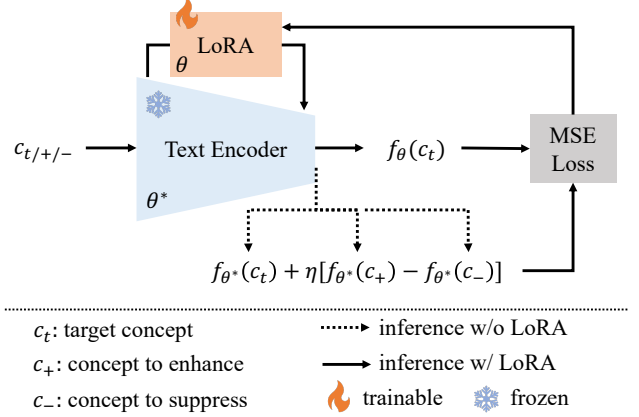 LoRA
θ
Text Encoder
θ*
c_{t/+/-}
f_θ(c_t)
MSE
Loss
f_{θ*}(c_t) + η[f_{θ*}(c_+) − f_{θ*}(c_−)]
c_t: target concept
inference w/o LoRA
c_+: concept to enhance
inference w/ LoRA
c_−: concept to suppress
trainable
frozen